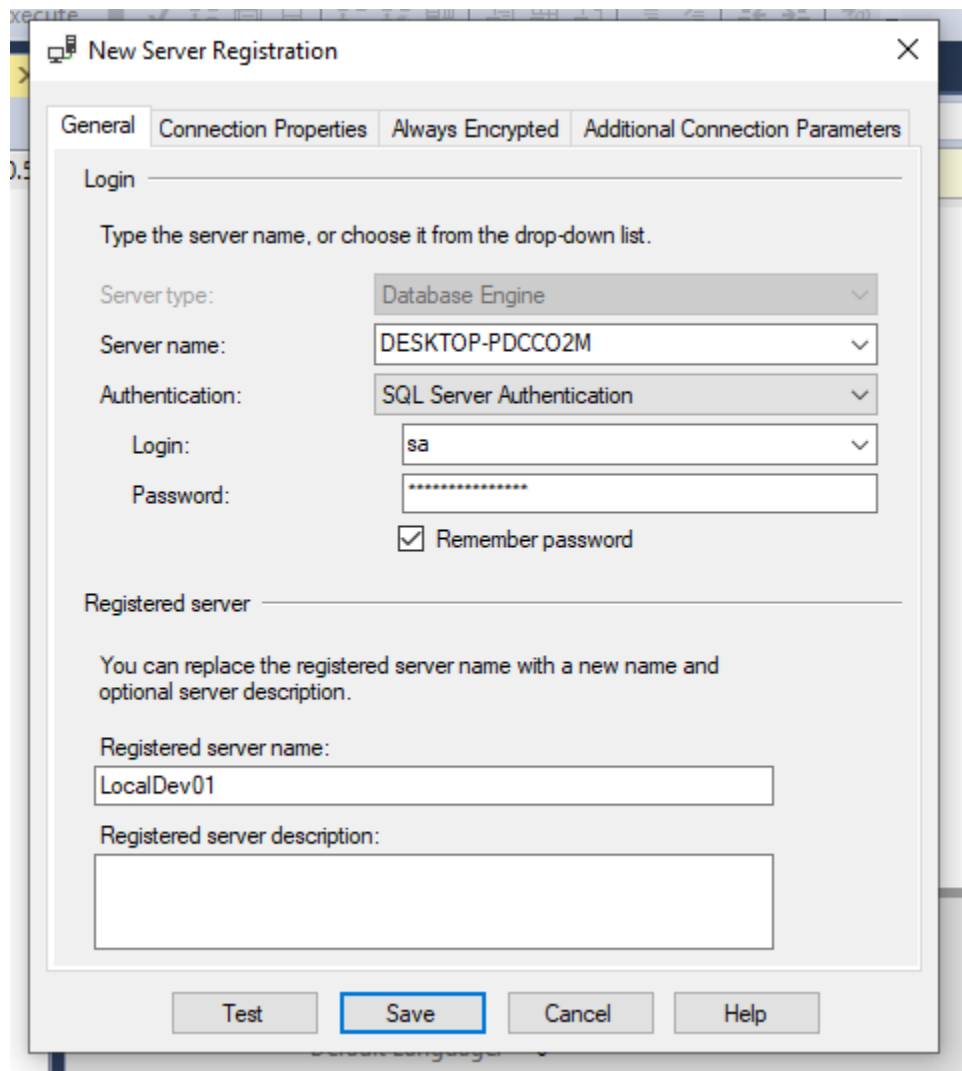 xecute
New Server Registration
General Connection Properties Always Encrypted Additional Connection Parameters
Login
Type the server name, or choose it from the drop-down list.
Server type: Database Engine
Server name: DESKTOP-PDCCO2M
Authentication: SQL Server Authentication
Login: sa
Password: ***************
Remember password
Registered server
You can replace the registered server name with a new name and
optional server description.
Registered server name:
LocalDev01
Registered server description:
Test Save Cancel Help